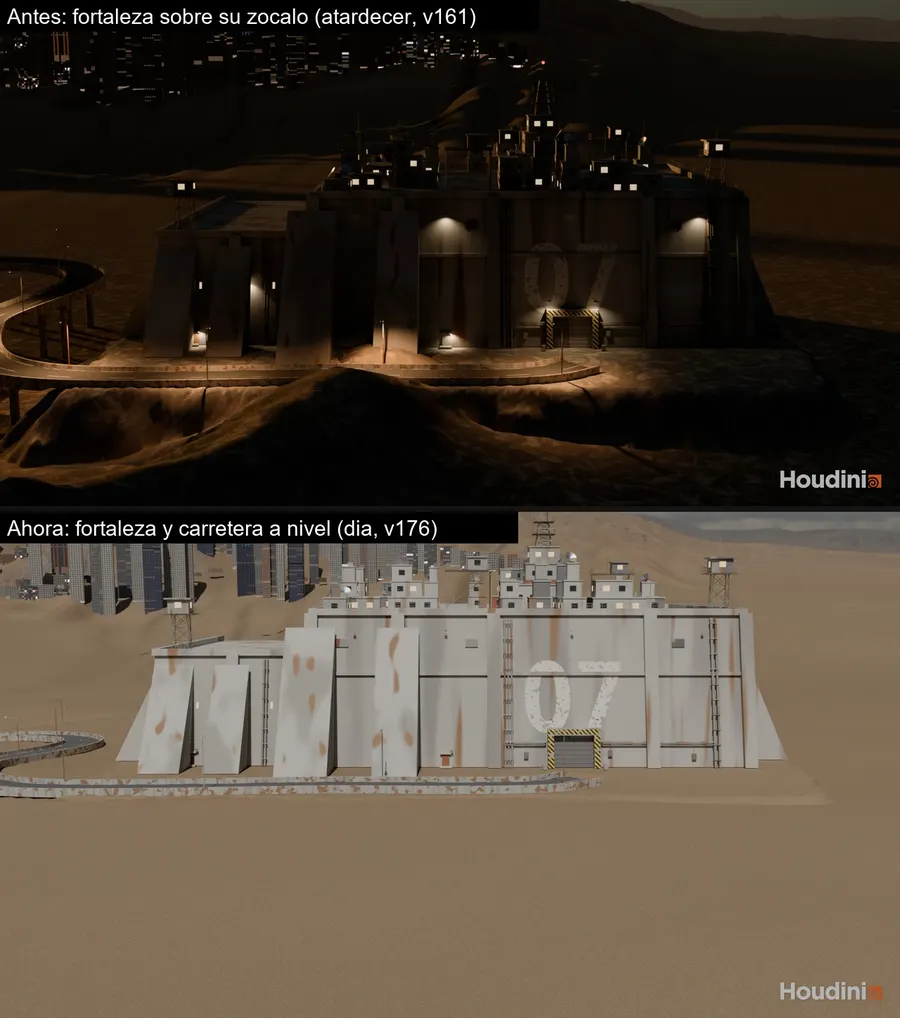 Antes: fortaleza sobre su zocalo (atardecer, v161)
07
Houdini
Ahora: fortaleza y carretera a nivel (dia, v176)
07
Houdini